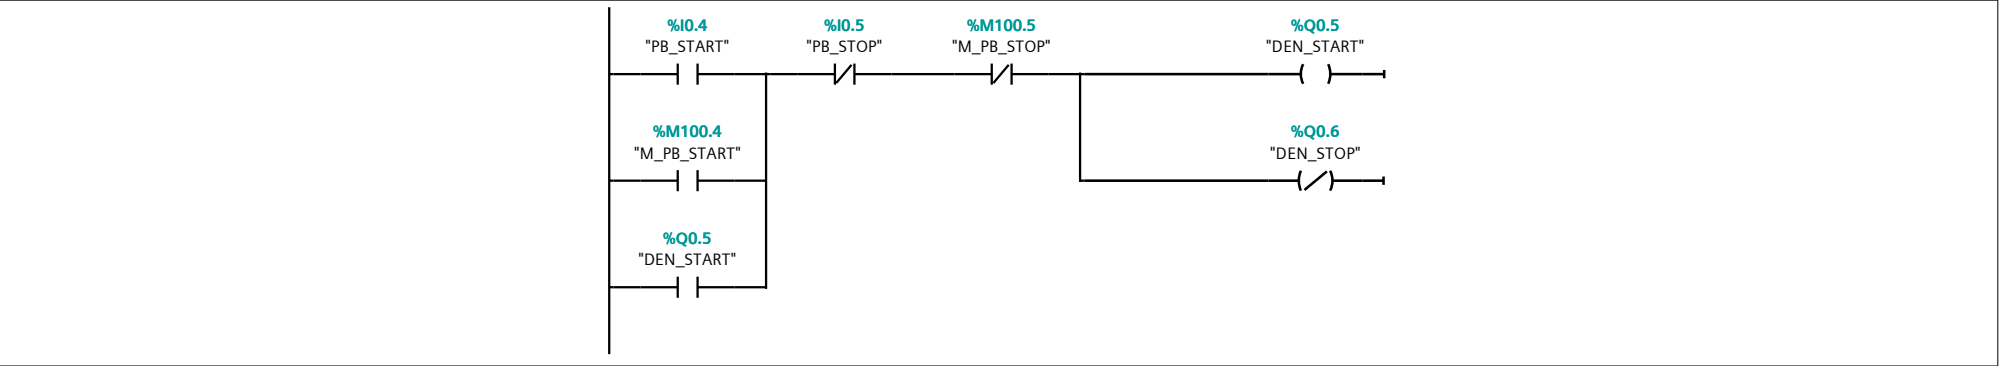 %I0.4
"PB_START"
%I0.5
"PB_STOP"
%M100.5
"M_PB_STOP"
%Q0.5
"DEN_START"
%M100.4
"M_PB_START"
%Q0.6
"DEN_STOP"
%Q0.5
"DEN_START"